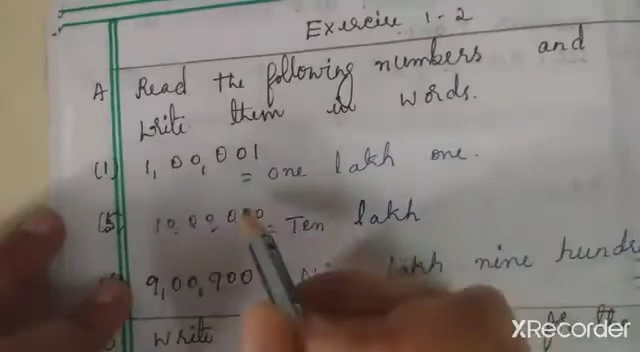 Exercise 1-2
A Read the following numbers and
write them in words.
(1) 1,00,001 = one lakh one.
(5) 10,00,000 = Ten lakh
9,00,900 lakh nine hund
Write
XRecorder